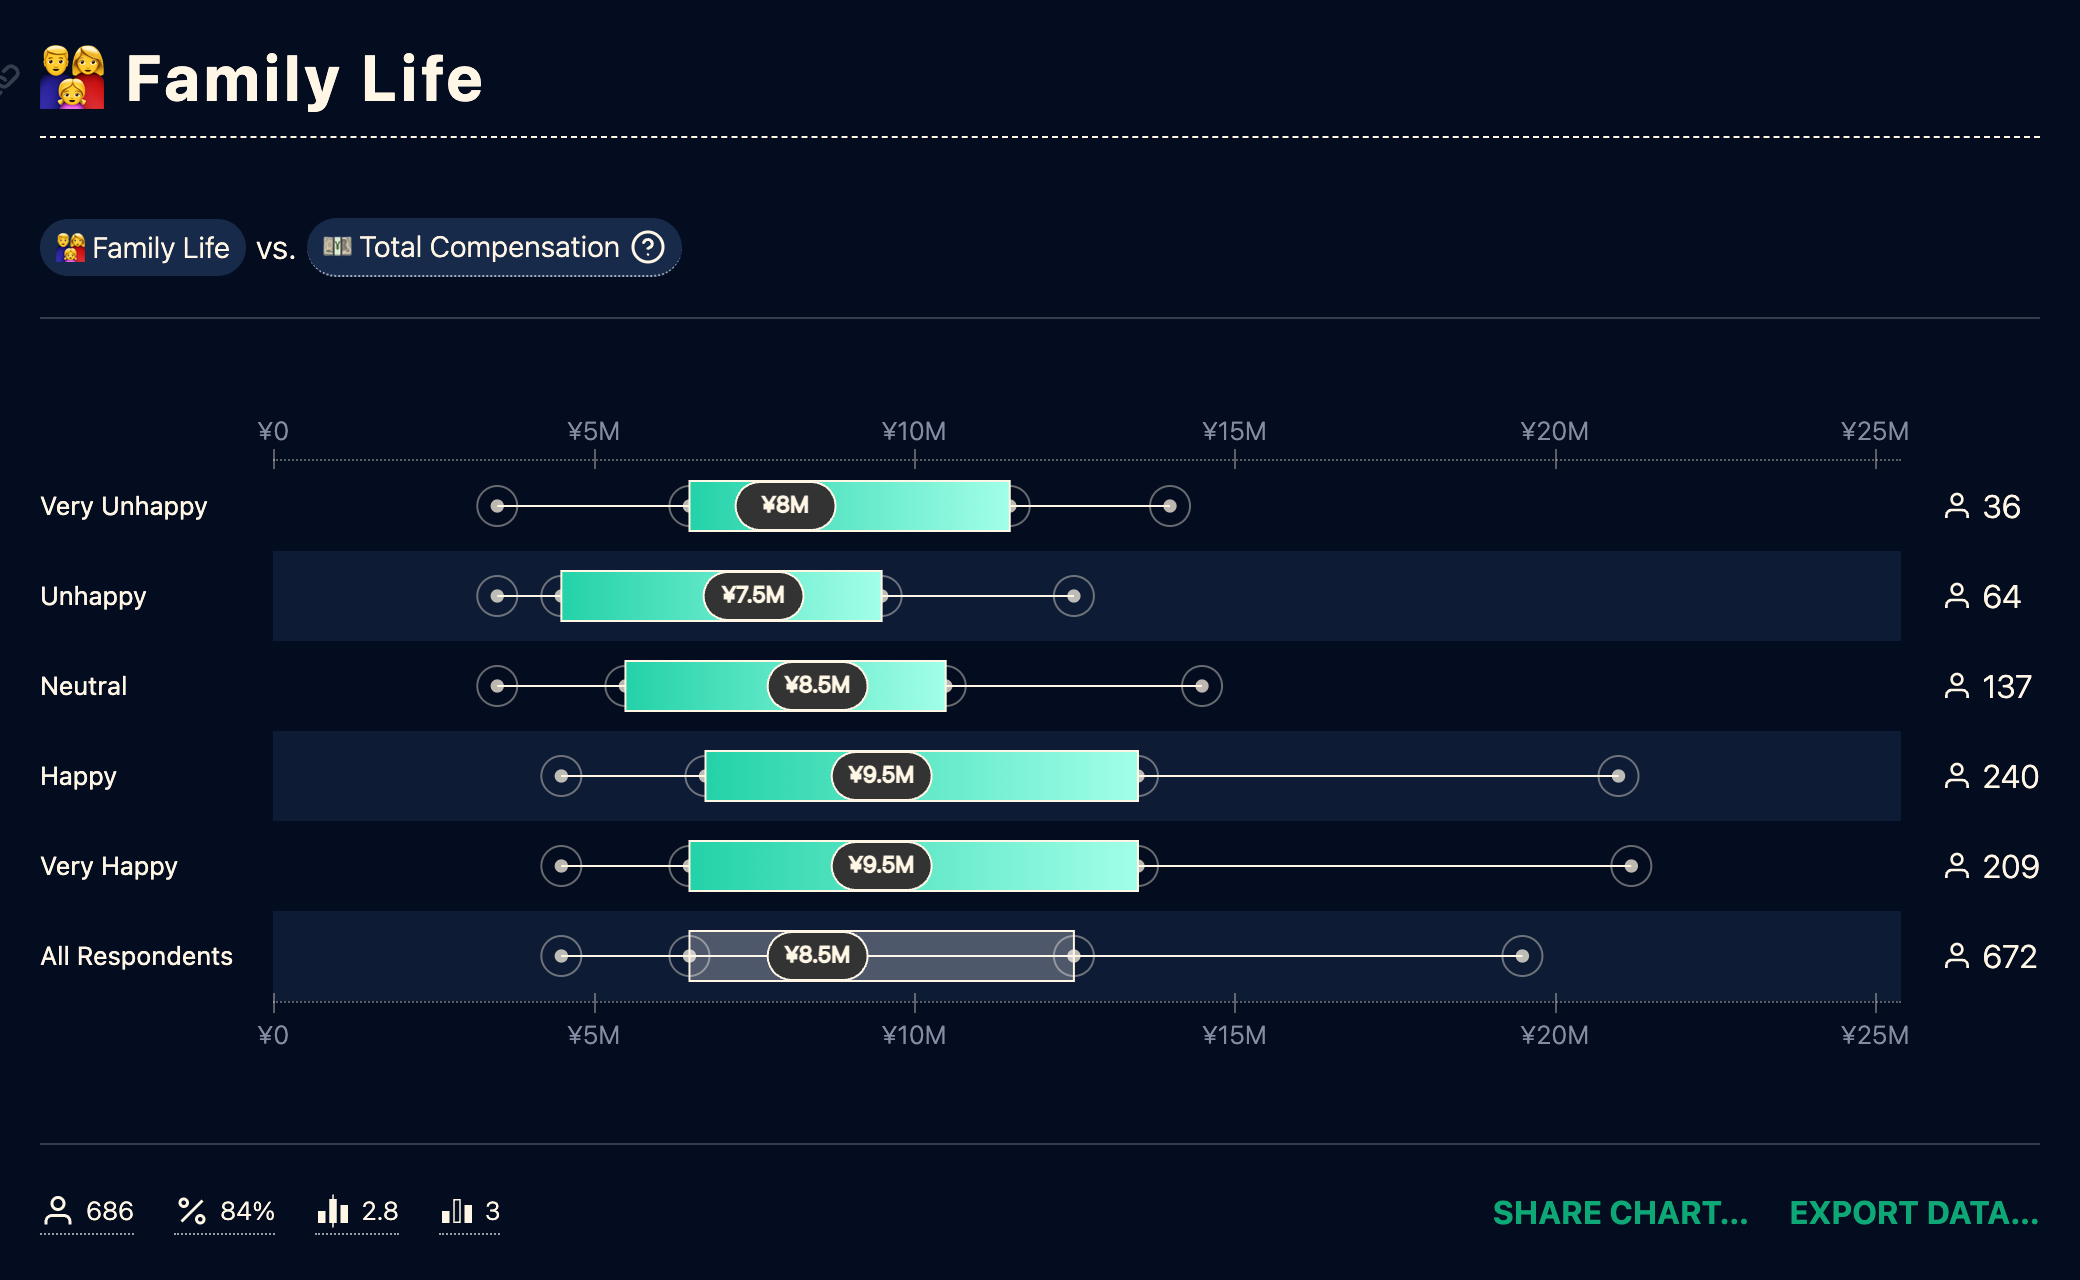 Family Life
Family Life vs. Total Compensation ?
¥0 ¥5M ¥10M ¥15M ¥20M ¥25M
Very Unhappy ¥8M 36
Unhappy ¥7.5M 64
Neutral ¥8.5M 137
Happy ¥9.5M 240
Very Happy ¥9.5M 209
All Respondents ¥8.5M 672
¥0 ¥5M ¥10M ¥15M ¥20M ¥25M
686 % 84% 2.8 3 SHARE CHART... EXPORT DATA...